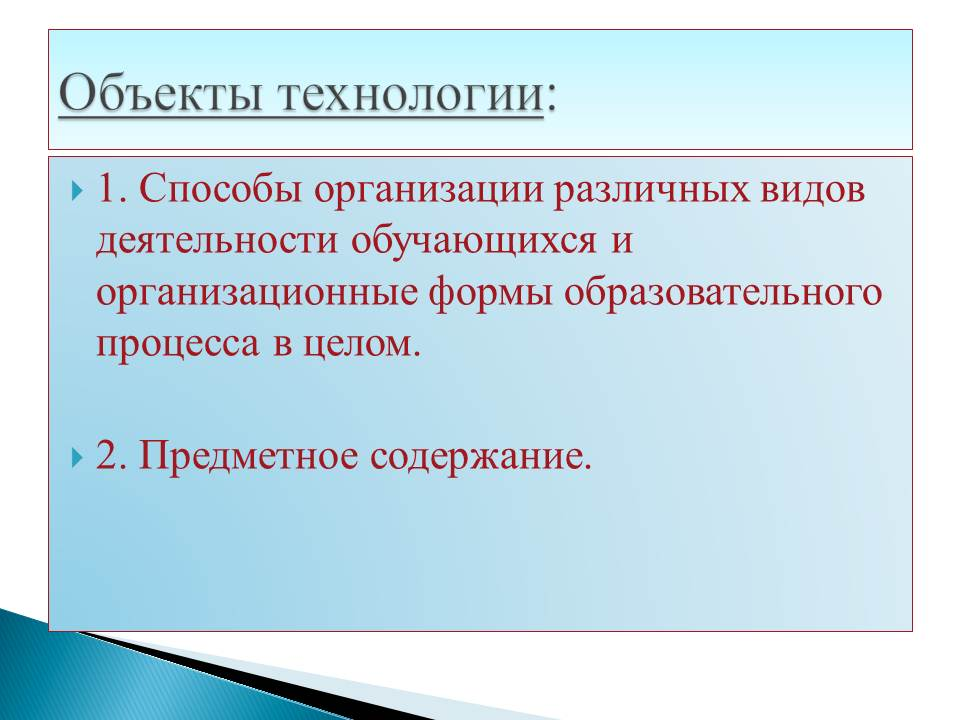 Объекты технологии:
1. Способы организации различных видов
деятельности обучающихся и
организационные формы образовательного
процесса в целом.
2. Предметное содержание.